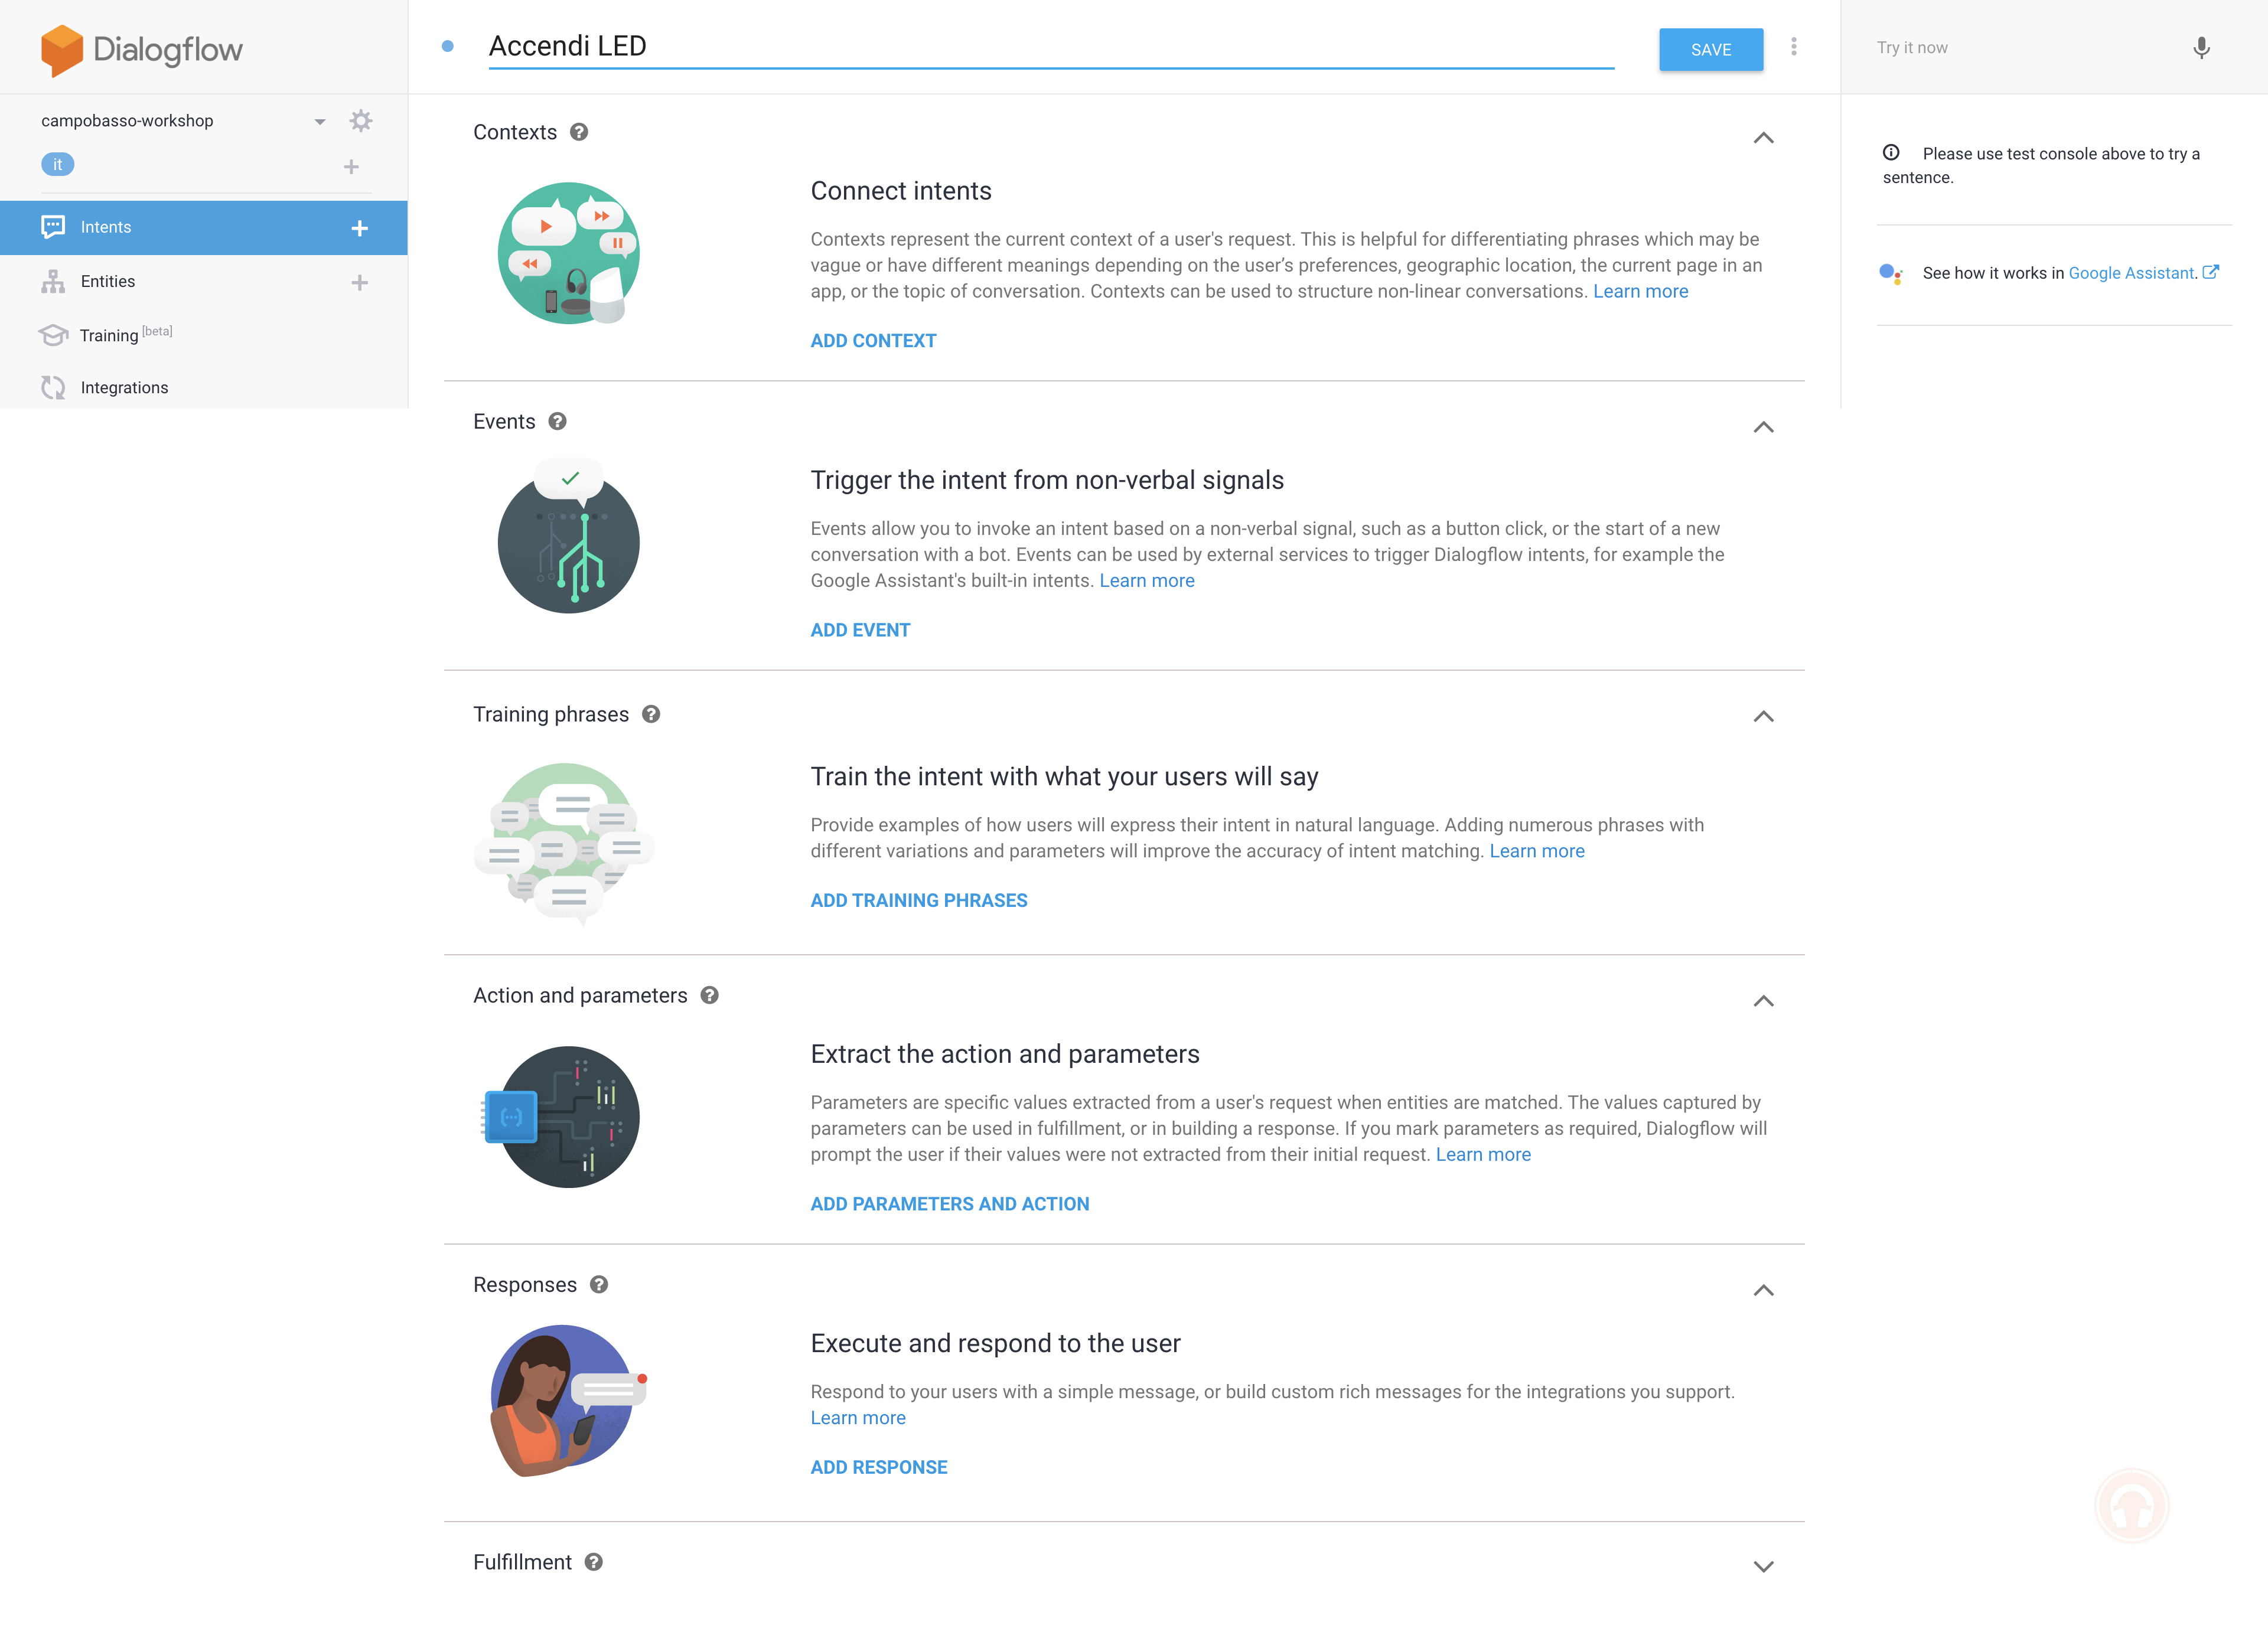 Dialogflow
campobasso-workshop
it
Intents
Entities
Training [beta]
Integrations
Accendi LED
SAVE
Contexts
Connect intents
Contexts represent the current context of a user's request. This is helpful for differentiating phrases which may be
vague or have different meanings depending on the user’s preferences, geographic location, the current page in an
app, or the topic of conversation. Contexts can be used to structure non-linear conversations. Learn more
ADD CONTEXT
Events
Trigger the intent from non-verbal signals
Events allow you to invoke an intent based on a non-verbal signal, such as a button click, or the start of a new
conversation with a bot. Events can be used by external services to trigger Dialogflow intents, for example the
Google Assistant's built-in intents. Learn more
ADD EVENT
Training phrases
Train the intent with what your users will say
Provide examples of how users will express their intent in natural language. Adding numerous phrases with
different variations and parameters will improve the accuracy of intent matching. Learn more
ADD TRAINING PHRASES
Action and parameters
Extract the action and parameters
Parameters are specific values extracted from a user's request when entities are matched. The values captured by
parameters can be used in fulfillment, or in building a response. If you mark parameters as required, Dialogflow will
prompt the user if their values were not extracted from their initial request. Learn more
ADD PARAMETERS AND ACTION
Responses
Execute and respond to the user
Respond to your users with a simple message, or build custom rich messages for the integrations you support.
Learn more
ADD RESPONSE
Fulfillment
Try it now
Please use test console above to try a
sentence.
See how it works in Google Assistant.